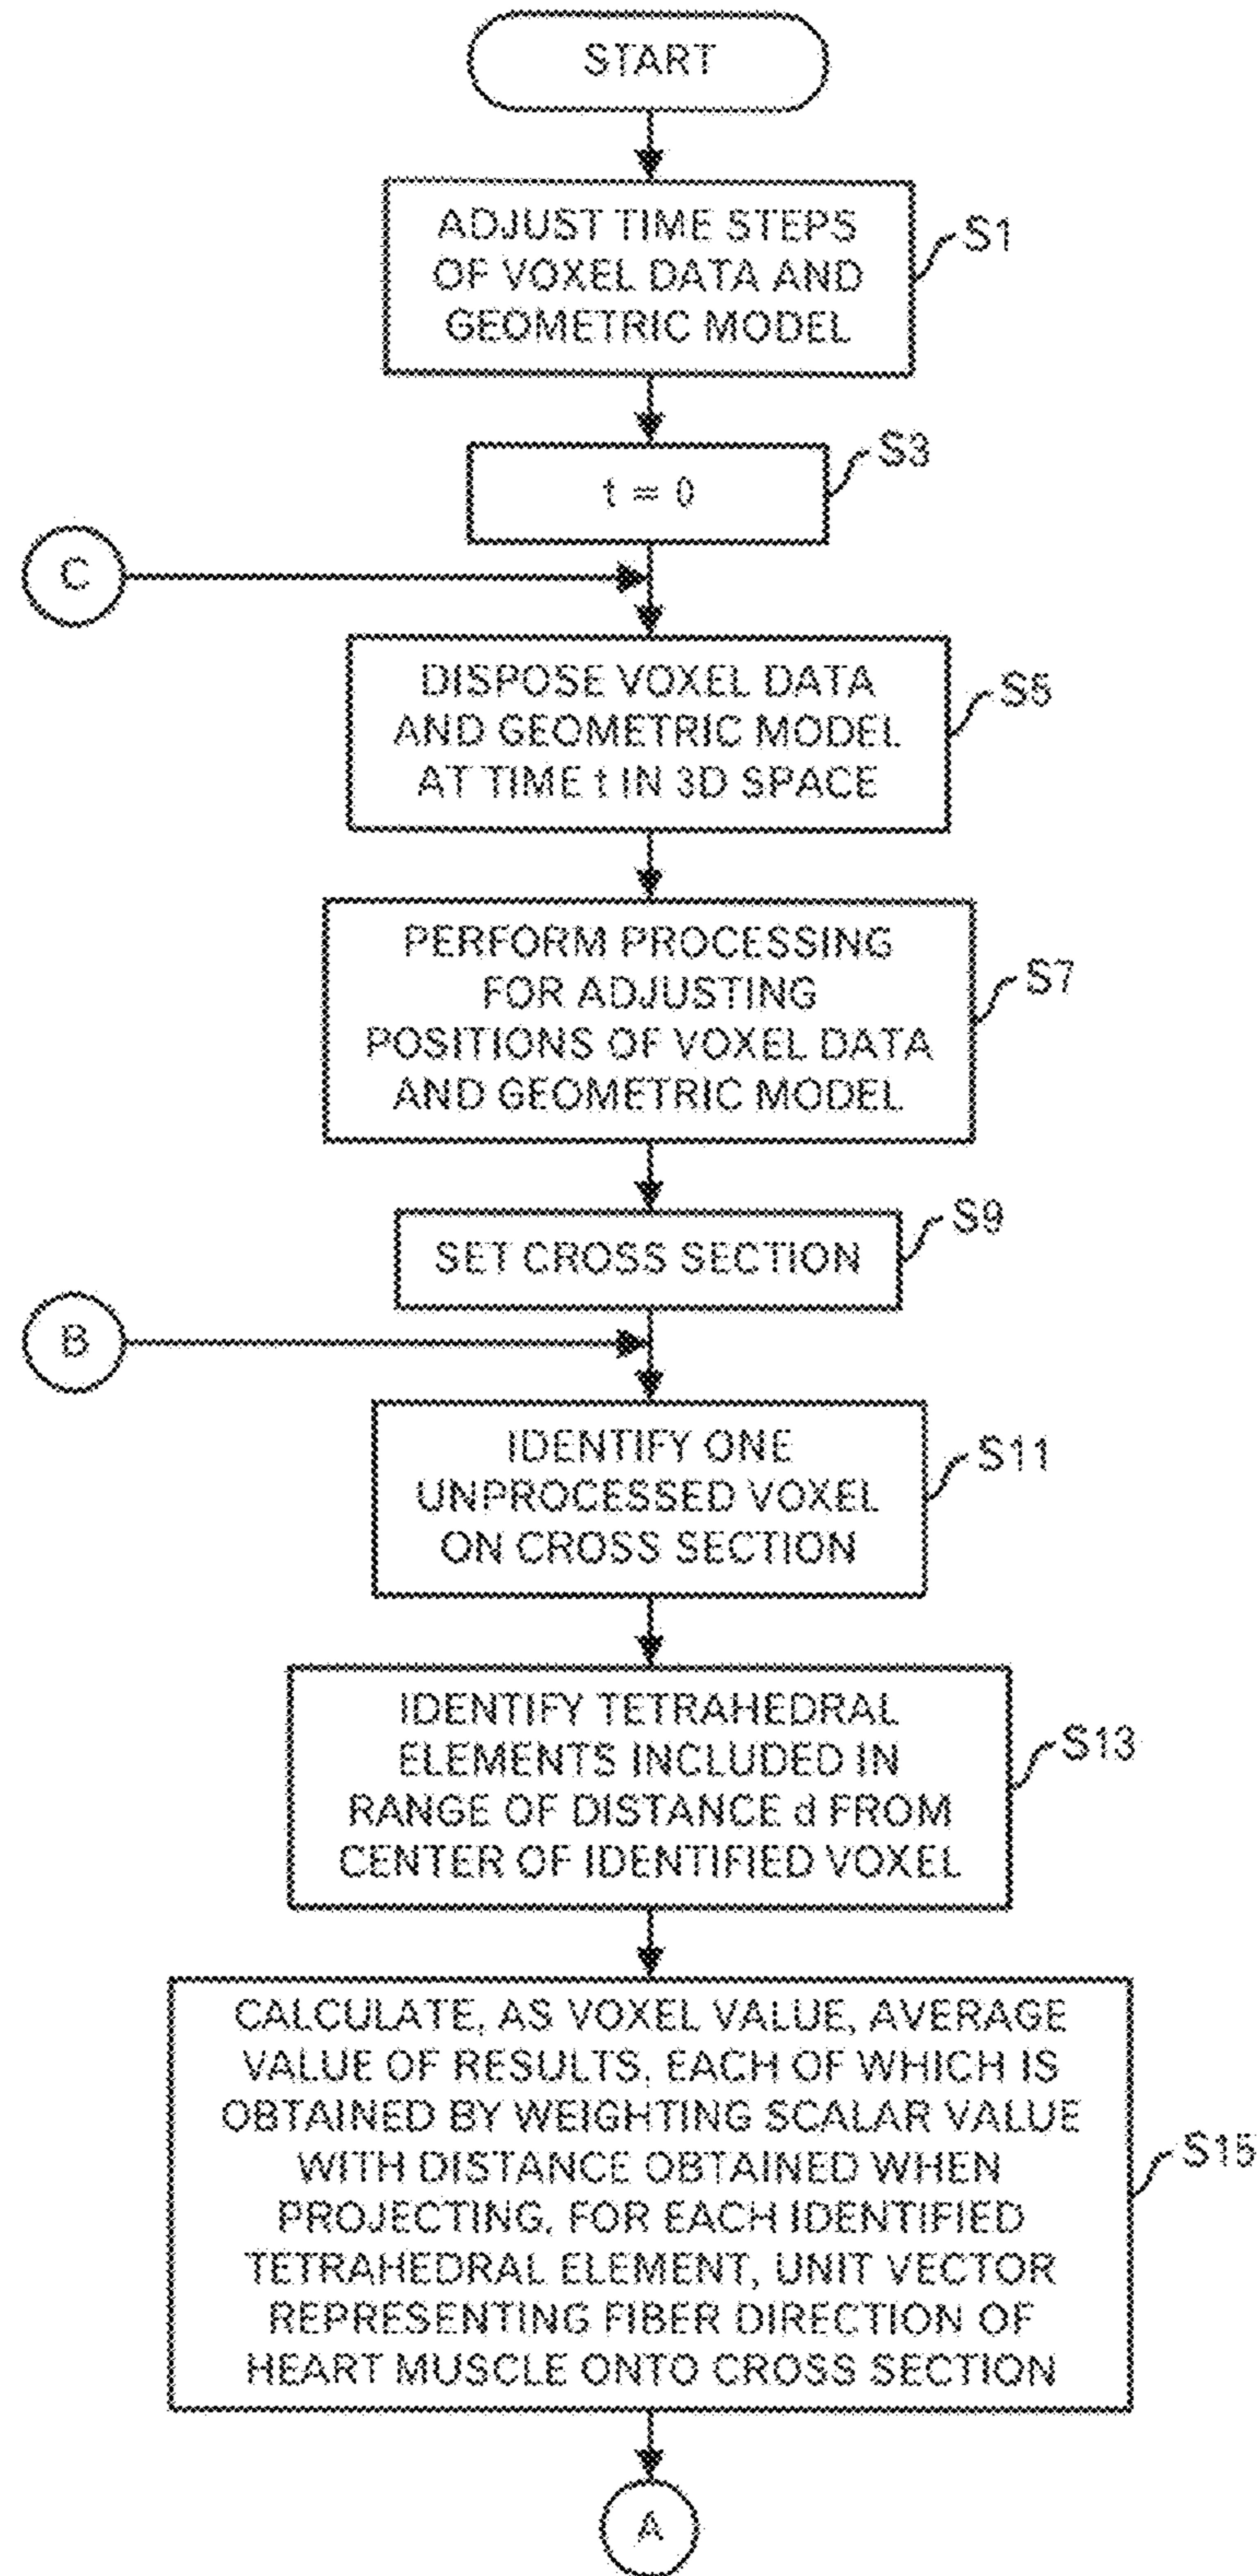 START
ADJUST TIME STEPS
OF VOXEL DATA AND
GEOMETRIC MODEL
S1
t = 0
S3
C
DISPOSE VOXEL DATA
AND GEOMETRIC MODEL
AT TIME t IN 3D SPACE
S5
PERFORM PROCESSING
FOR ADJUSTING
POSITIONS OF VOXEL DATA
AND GEOMETRIC MODEL
S7
SET CROSS SECTION
S9
B
IDENTIFY ONE
UNPROCESSED VOXEL
ON CROSS SECTION
S11
IDENTIFY TETRAHEDRAL
ELEMENTS INCLUDED IN
RANGE OF DISTANCE d FROM
CENTER OF IDENTIFIED VOXEL
S13
CALCULATE, AS VOXEL VALUE, AVERAGE
VALUE OF RESULTS, EACH OF WHICH IS
OBTAINED BY WEIGHTING SCALAR VALUE
WITH DISTANCE OBTAINED WHEN
PROJECTING, FOR EACH IDENTIFIED
TETRAHEDRAL ELEMENT, UNIT VECTOR
REPRESENTING FIBER DIRECTION OF
HEART MUSCLE ONTO CROSS SECTION
S15
A